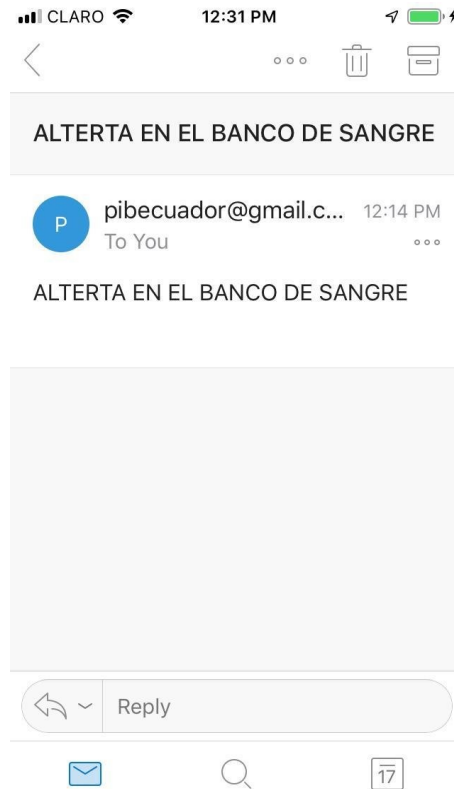 CLARO 12:31 PM
ALTERTA EN EL BANCO DE SANGRE
P pibecuador@gmail.c... 12:14 PM
To You
ALTERTA EN EL BANCO DE SANGRE
Reply
17